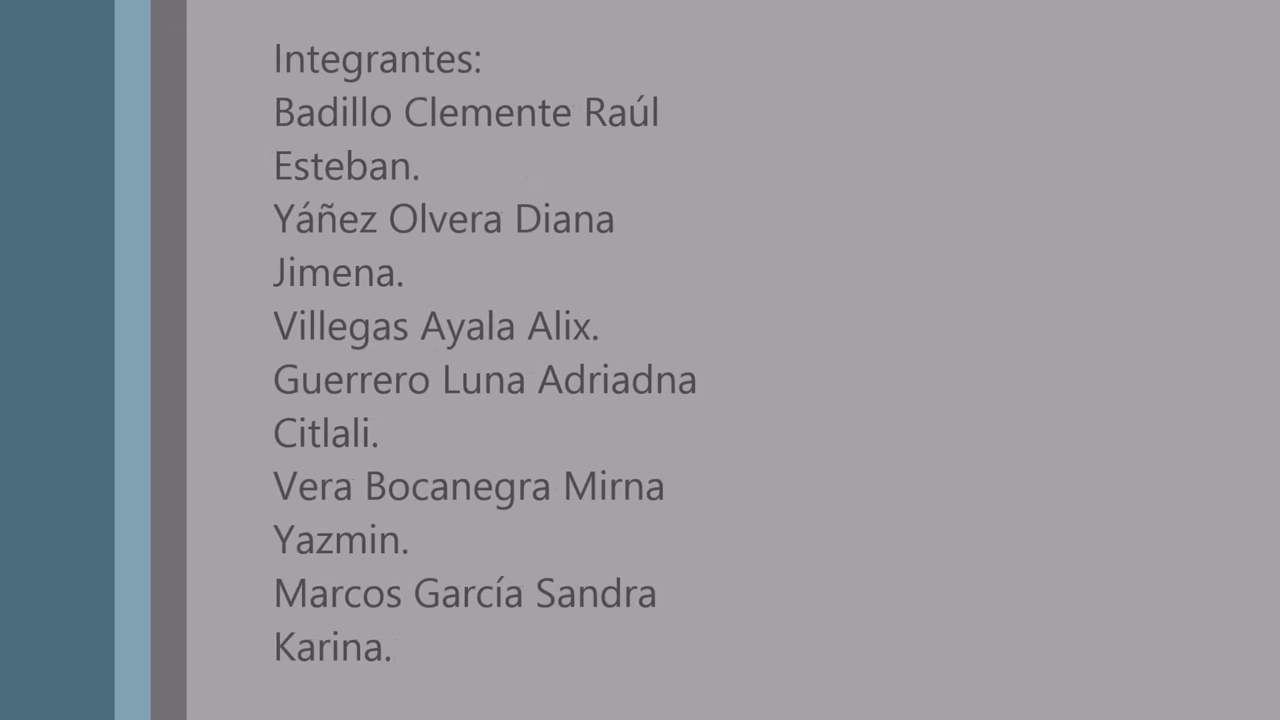 Integrantes:
Badillo Clemente Raúl
Esteban.
Yáñez Olvera Diana
Jimena.
Villegas Ayala Alix.
Guerrero Luna Adriadna
Citlali.
Vera Bocanegra Mirna
Yazmin.
Marcos García Sandra
Karina.